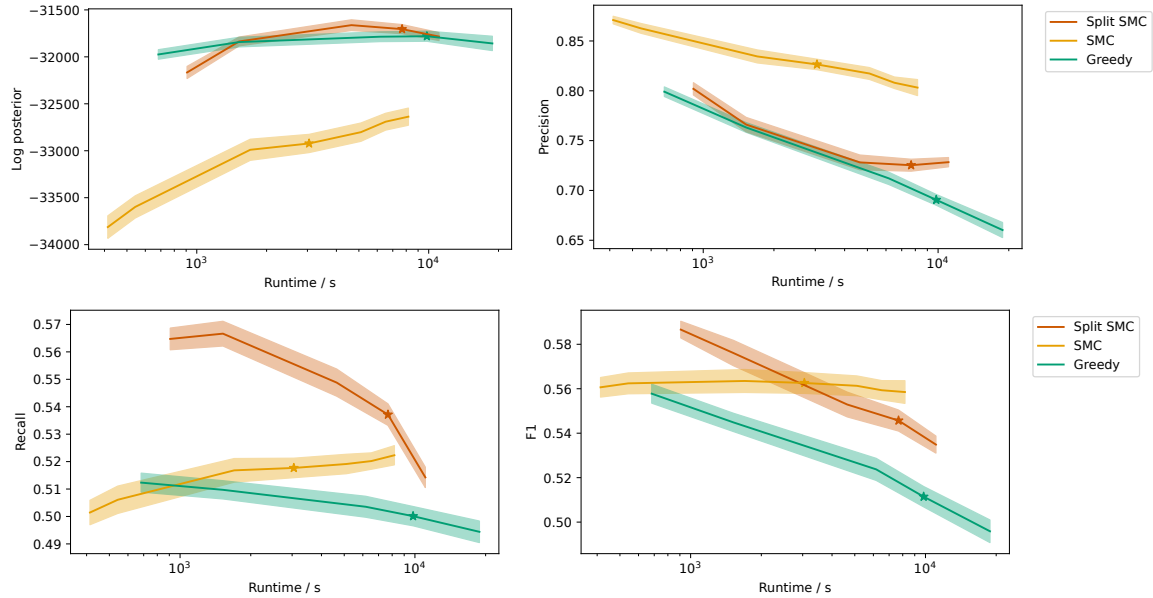 −31500
−32000
−32500
−33000
−33500
−34000
Log posterior
10³
10⁴
Runtime / s
0.85
0.80
0.75
0.70
0.65
Precision
10³
10⁴
Runtime / s
Split SMC
SMC
Greedy
0.57
0.56
0.55
0.54
0.53
0.52
0.51
0.50
0.49
Recall
10³
10⁴
Runtime / s
0.58
0.56
0.54
0.52
0.50
F1
10³
10⁴
Runtime / s
Split SMC
SMC
Greedy